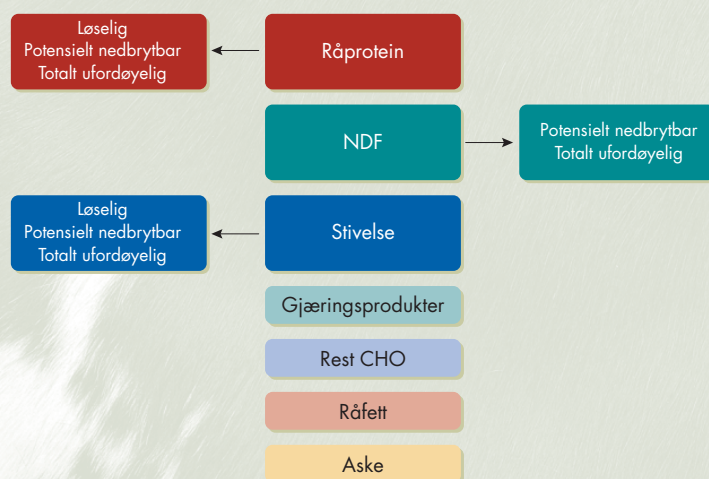 Løselig
Potensielt nedbrytbar
Totalt ufordøyelig
Råprotein
NDF
Potensielt nedbrytbar
Totalt ufordøyelig
Løselig
Potensielt nedbrytbar
Totalt ufordøyelig
Stivelse
Gjæringsprodukter
Rest CHO
Råfett
Aske